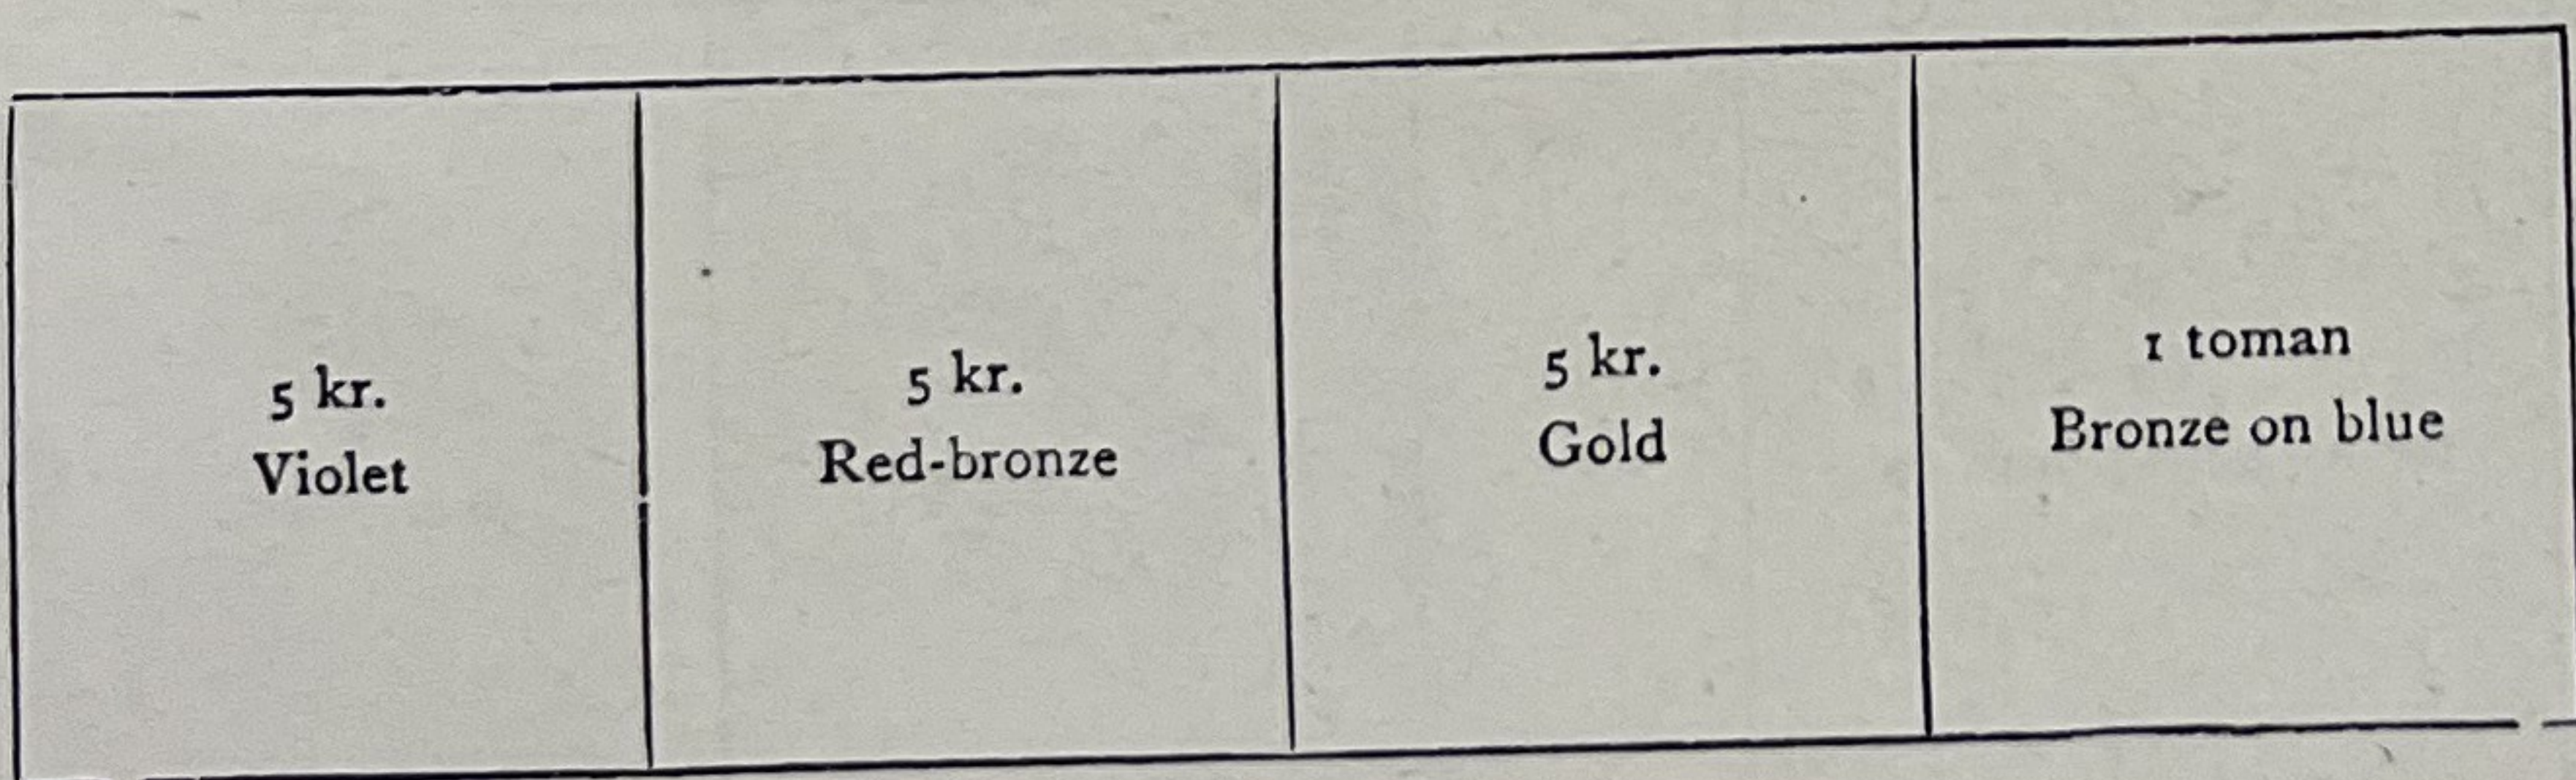 5 kr.
Violet
5 kr.
Red-bronze
5 kr.
Gold
1 toman
Bronze on blue